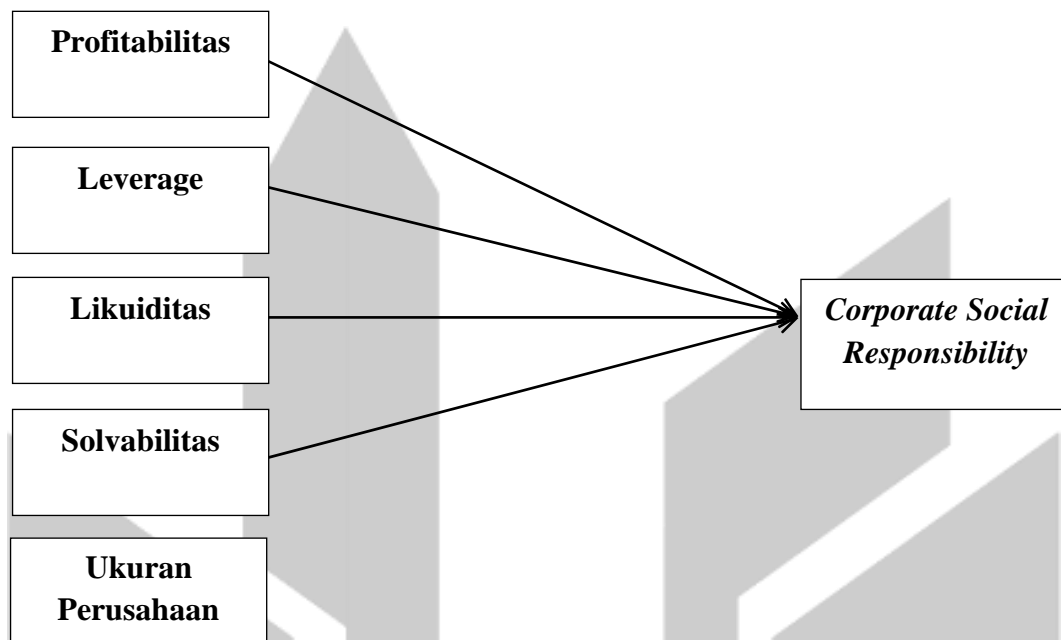 Profitabilitas
Leverage
Likuiditas
Solvabilitas
Ukuran
Perusahaan
Corporate Social
Responsibility